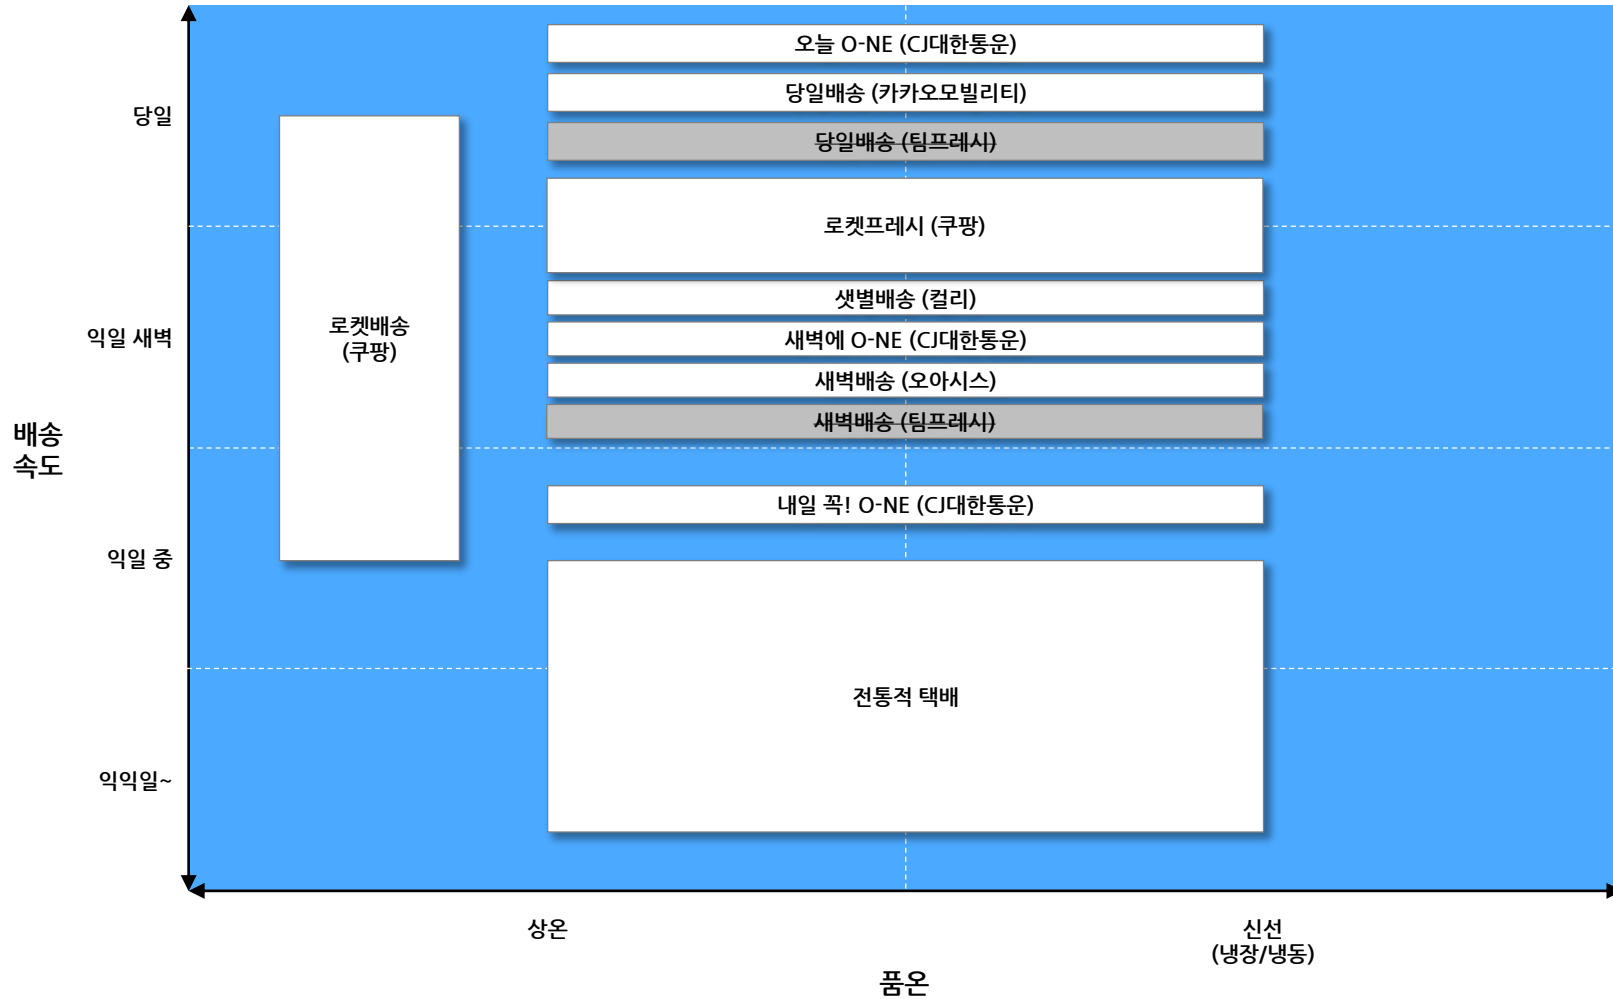 오늘 O-NE (CJ대한통운)
당일배송 (카카오모빌리티)
당일
당일배송 (팀프레시)
로켓프레시 (쿠팡)
샛별배송 (컬리)
로켓배송
(쿠팡)
익일 새벽
새벽에 O-NE (CJ대한통운)
새벽배송 (오아시스)
새벽배송 (팀프레시)
배송
속도
내일 꼭! O-NE (CJ대한통운)
익일 중
전통적 택배
익익일~
상온
신선
(냉장/냉동)
품온